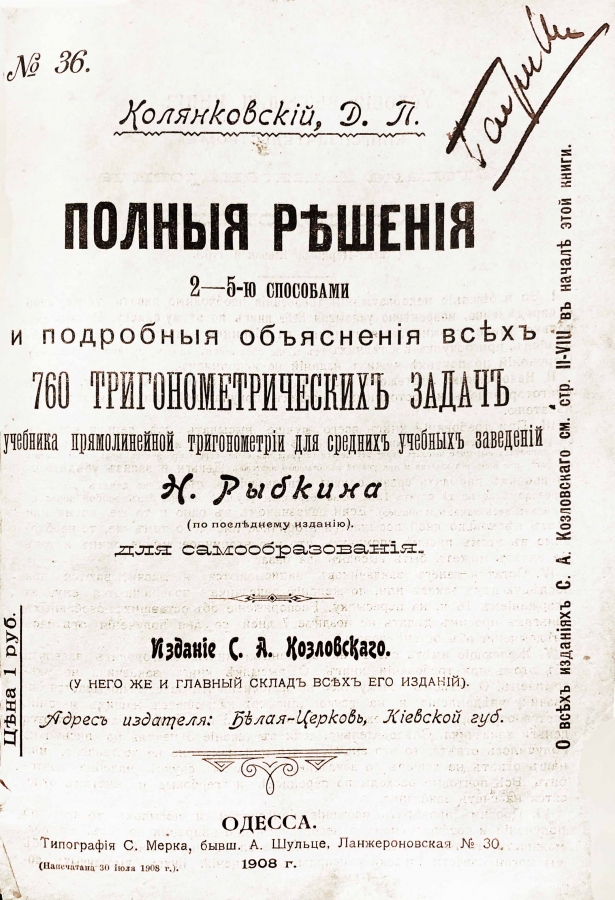 № 36.
Колянковскій, Д. П.
ПОЛНЫЯ РѢШЕНІЯ
2—5-ю СПОСОБАМИ
и подробныя объясненія всѣхъ
760 ТРИГОНОМЕТРИЧЕСКИХЪ ЗАДАЧЪ
учебника прямолинейной тригонометріи для среднихъ учебныхъ заведеній
Н. Рыбкина
(по послѣднему изданію).
для самообразованія.
Изданіе С. А. Козловскаго.
(У НЕГО ЖЕ И ГЛАВНЫЙ СКЛАДЪ ВСѢХЪ ЕГО ИЗДАНІЙ).
Адресъ издателя: Бѣлая-Церковь, Кіевской губ.
ОДЕССА.
Типографія С. Мерка, бывш. А. Шульце, Ланжероновская № 30.
1908 г.
(Напечатана 30 іюля 1908 г.).
Цѣна 1 руб.
О всѣхъ изданіяхъ С. А. Козловскаго см. стр. II-VIII въ началѣ этой книги.